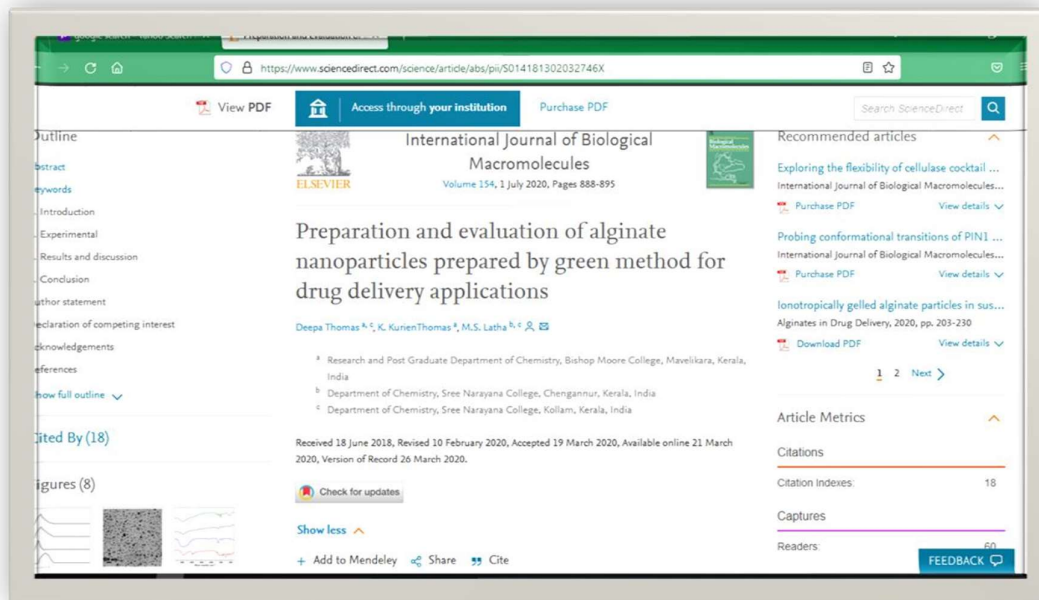 https://www.sciencedirect.com/science/article/abs/pii/S014181302032746X
View PDF
Access through your institution
Purchase PDF
Search ScienceDirect
Outline
bstract
eywords
. Introduction
. Experimental
. Results and discussion
. Conclusion
uthor statement
eclaration of competing interest
cknowledgements
eferences
how full outline
Cited By (18)
igures (8)
ELSEVIER
International Journal of Biological
Macromolecules
Volume 154, 1 July 2020, Pages 888-895
Preparation and evaluation of alginate
nanoparticles prepared by green method for
drug delivery applications
Deepa Thomas a, c, K. KurienThomas a, M.S. Latha b, c
a Research and Post Graduate Department of Chemistry, Bishop Moore College, Mavelikara, Kerala,
India
b Department of Chemistry, Sree Narayana College, Chengannur, Kerala, India
c Department of Chemistry, Sree Narayana College, Kollam, Kerala, India
Received 18 June 2018, Revised 10 February 2020, Accepted 19 March 2020, Available online 21 March
2020, Version of Record 26 March 2020.
Check for updates
Show less
+ Add to Mendeley Share Cite
Recommended articles
Exploring the flexibility of cellulase cocktail ...
International Journal of Biological Macromolecules...
Purchase PDF View details
Probing conformational transitions of PIN1 ...
International Journal of Biological Macromolecules...
Purchase PDF View details
Ionotropically gelled alginate particles in sus...
Alginates in Drug Delivery, 2020, pp. 203-230
Download PDF View details
1 2 Next
Article Metrics
Citations
Citation Indexes: 18
Captures
Readers: 60
FEEDBACK